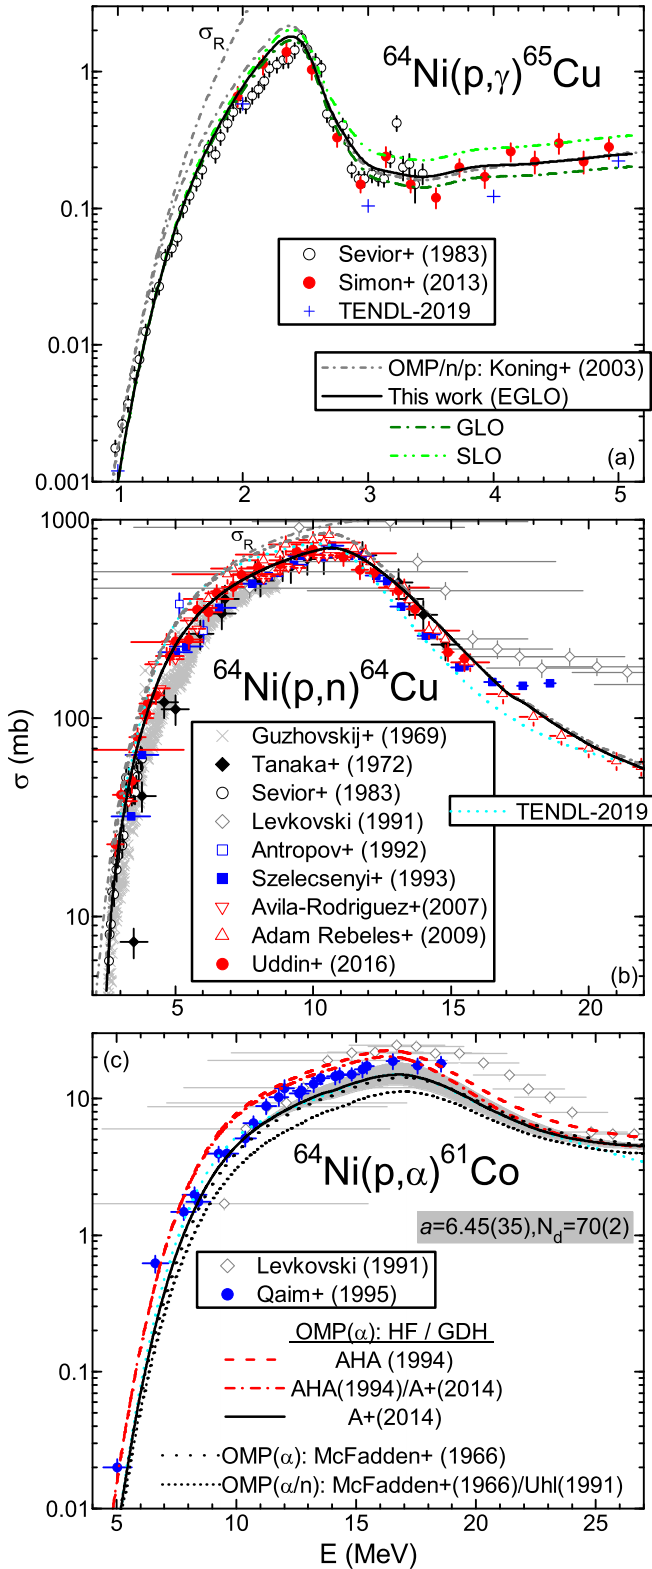 σR
64Ni(p,γ)65Cu
1
0.1
0.01
0.001
Sevior+ (1983)
Simon+ (2013)
TENDL-2019
OMP/n/p: Koning+ (2003)
This work (EGLO)
GLO
SLO
(a)
1 2 3 4 5
1000
100
10
σ (mb)
σR
64Ni(p,n)64Cu
Guzhovskij+ (1969)
Tanaka+ (1972)
Sevior+ (1983)
Levkovski (1991)
Antropov+ (1992)
Szelecsenyi+ (1993)
Avila-Rodriguez+(2007)
Adam Rebeles+ (2009)
Uddin+ (2016)
TENDL-2019
(b)
5 10 15 20
(c)
10
1
0.1
0.01
64Ni(p,α)61Co
a=6.45(35),Nd=70(2)
Levkovski (1991)
Qaim+ (1995)
OMP(α): HF / GDH
AHA (1994)
AHA(1994)/A+(2014)
A+(2014)
OMP(α): McFadden+ (1966)
OMP(α/n): McFadden+(1966)/Uhl(1991)
5 10 15 20 25
E (MeV)